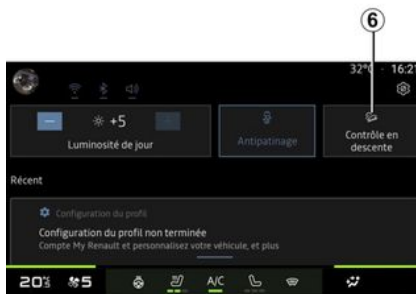 6
32°C 16:21
+5
Luminosité de jour
Antipatinage
Contrôle en
descente
Récent
Configuration du profil
Configuration du profil non terminée
Compte My Renault et personnalisez votre véhicule, et plus
20 5 A/C